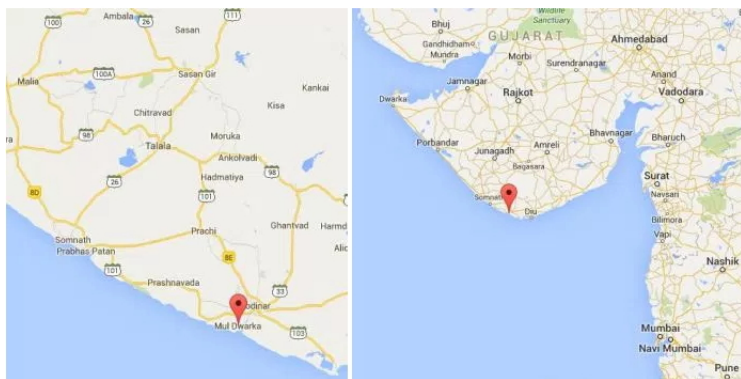 100
Ambala
26
Sasan
111
Malia
100A
Sasan Gir
Kankai
Chitravad
Kisa
98
Moruka
Talala
Ankolvadi
98
26
Hadmatiya
101
8D
Somnath
Prabhas Patan
Prachi
Ghantvad
Harmd
8E
101
Prashnavada
33
odinar
Mul Dwarka
103
Wildlife
Sanctuary
Bhuj
GUJARAT
Gandhidham
Mundra
Morbi
Ahmedabad
Surendranagar
Jamnagar
Anand
Dwarka
Rajkot
Vadodara
Porbandar
Bhavnagar
Bharuch
Junagadh
Amreli
Bagasara
Surat
Somnat
Diu
Navsari
Bilimora
Vapi
Nashik
Mumbai
Navi Mumbai
Pune